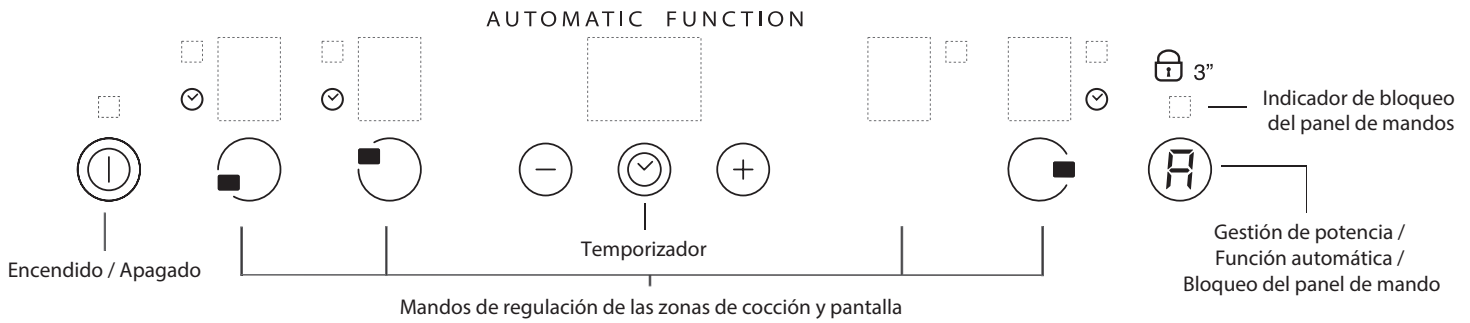 AUTOMATIC FUNCTION
3”
Indicador de bloqueo
del panel de mandos
A
Encendido / Apagado
Temporizador
Gestión de potencia /
Función automática /
Bloqueo del panel de mando
Mandos de regulación de las zonas de cocción y pantalla